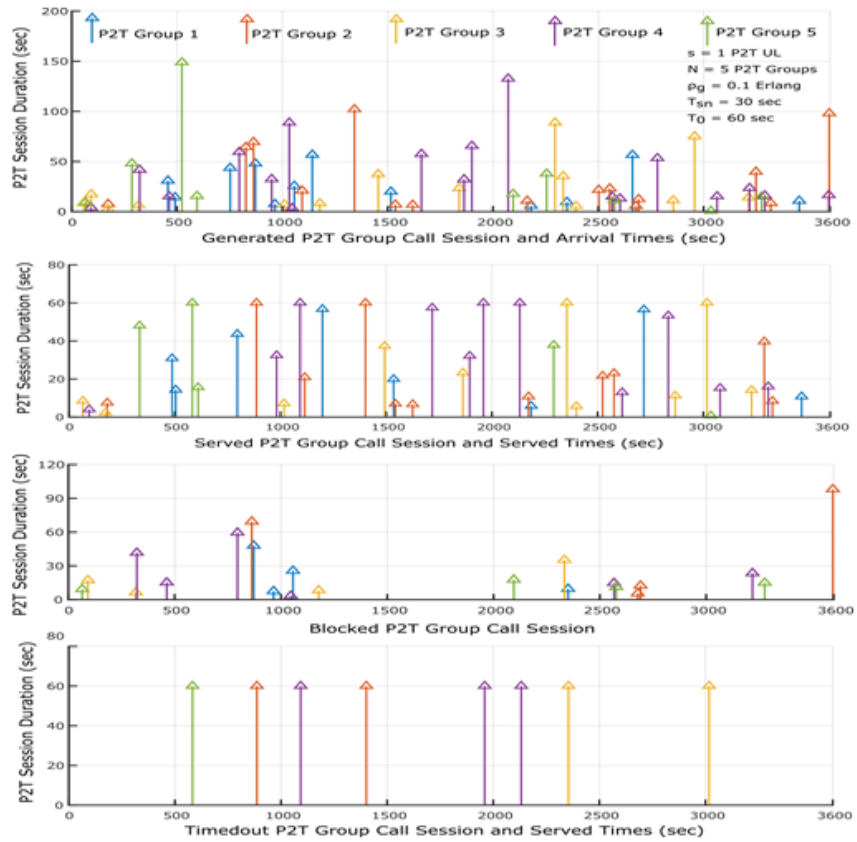 200
150
100
50
0
P2T Session Duration (sec)
P2T Group 1
P2T Group 2
P2T Group 3
P2T Group 4
P2T Group 5
s = 1 P2T UL
N = 5 P2T Groups
ρg = 0.1 Erlang
Tsn = 30 sec
T0 = 60 sec
0 500 1000 1500 2000 2500 3000 3600
Generated P2T Group Call Session and Arrival Times (sec)
80
60
40
20
0
P2T Session Duration (sec)
0 500 1000 1500 2000 2500 3000 3600
Served P2T Group Call Session and Served Times (sec)
120
90
60
30
0
P2T Session Duration (sec)
0 500 1000 1500 2000 2500 3000 3600
Blocked P2T Group Call Session
80
60
40
20
0
P2T Session Duration (sec)
0 500 1000 1500 2000 2500 3000 3600
Timedout P2T Group Call Session and Served Times (sec)